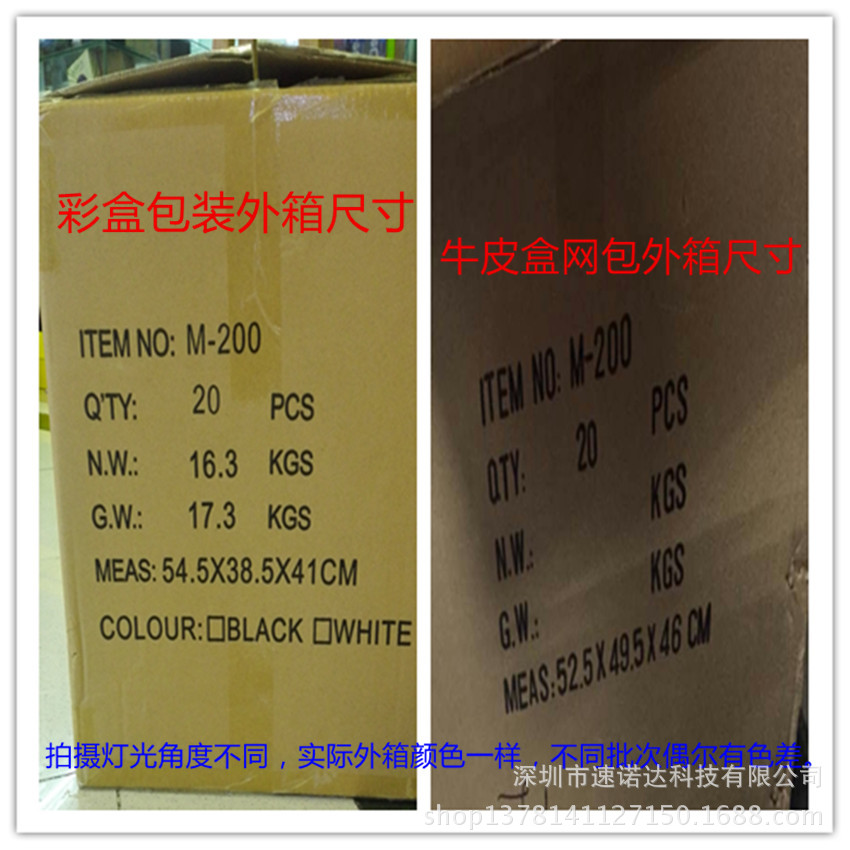 彩盒包装外箱尺寸
ITEM NO: M-200
Q'TY: 20 PCS
N.W.: 16.3 KGS
G.W.: 17.3 KGS
MEAS: 54.5X38.5X41CM
COLOUR:□BLACK □WHITE
牛皮盒网包外箱尺寸
ITEM NO: M-200
QTY: 20 PCS
N.W.: KGS
G.W.: KGS
MEAS:52.5X49.5X46 CM
拍摄灯光角度不同，实际外箱颜色一样，不同批次偶尔有色差。
深圳市速诺达科技有限公司
shop1378141127150.1688.com